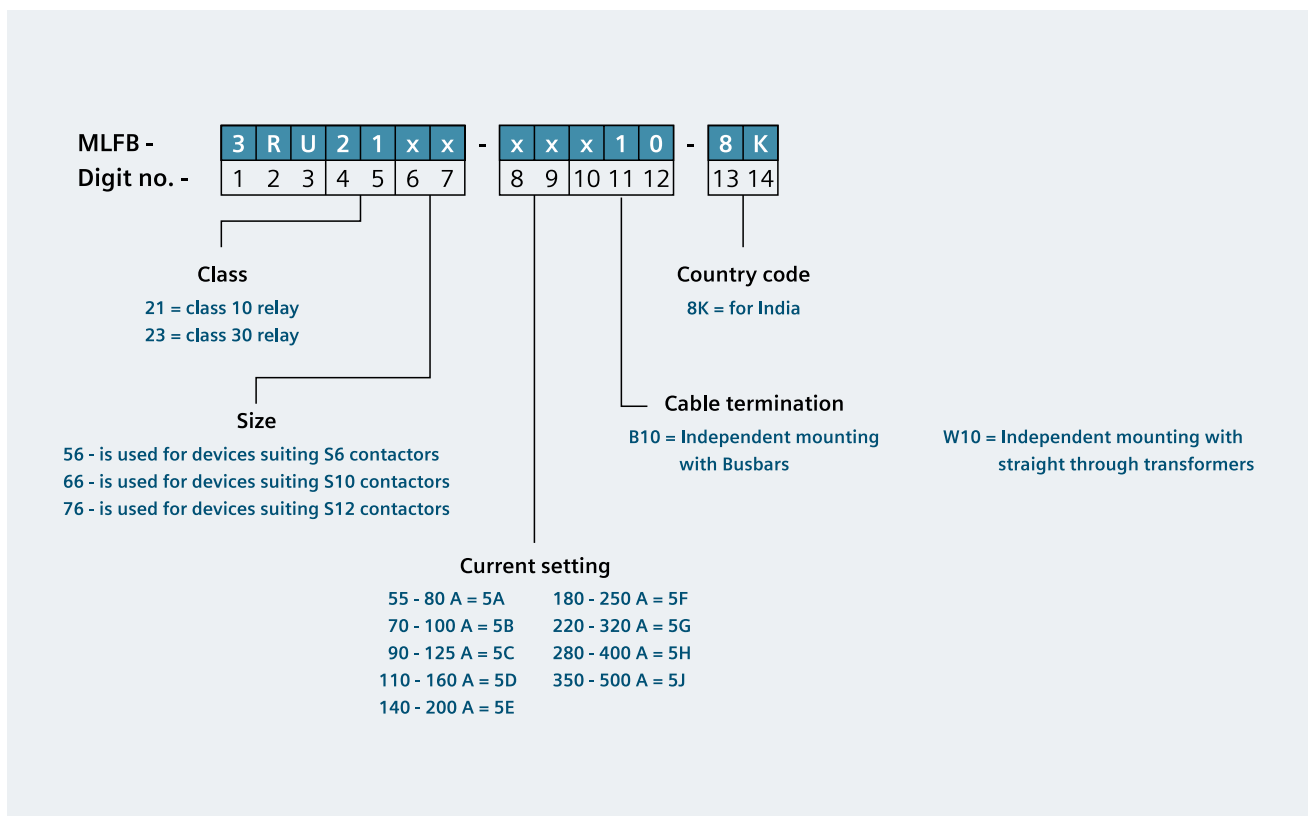 MLFB - 3 R U 2 1 x x - x x x 1 0 - 8 K
Digit no. - 1 2 3 4 5 6 7 8 9 10 11 12 13 14
Class
21 = class 10 relay
23 = class 30 relay
Country code
8K = for India
Size
56 - is used for devices suiting S6 contactors
66 - is used for devices suiting S10 contactors
76 - is used for devices suiting S12 contactors
Cable termination
B10 = Independent mounting
with Busbars
W10 = Independent mounting with
straight through transformers
Current setting
55 - 80 A = 5A
70 - 100 A = 5B
90 - 125 A = 5C
110 - 160 A = 5D
140 - 200 A = 5E
180 - 250 A = 5F
220 - 320 A = 5G
280 - 400 A = 5H
350 - 500 A = 5J